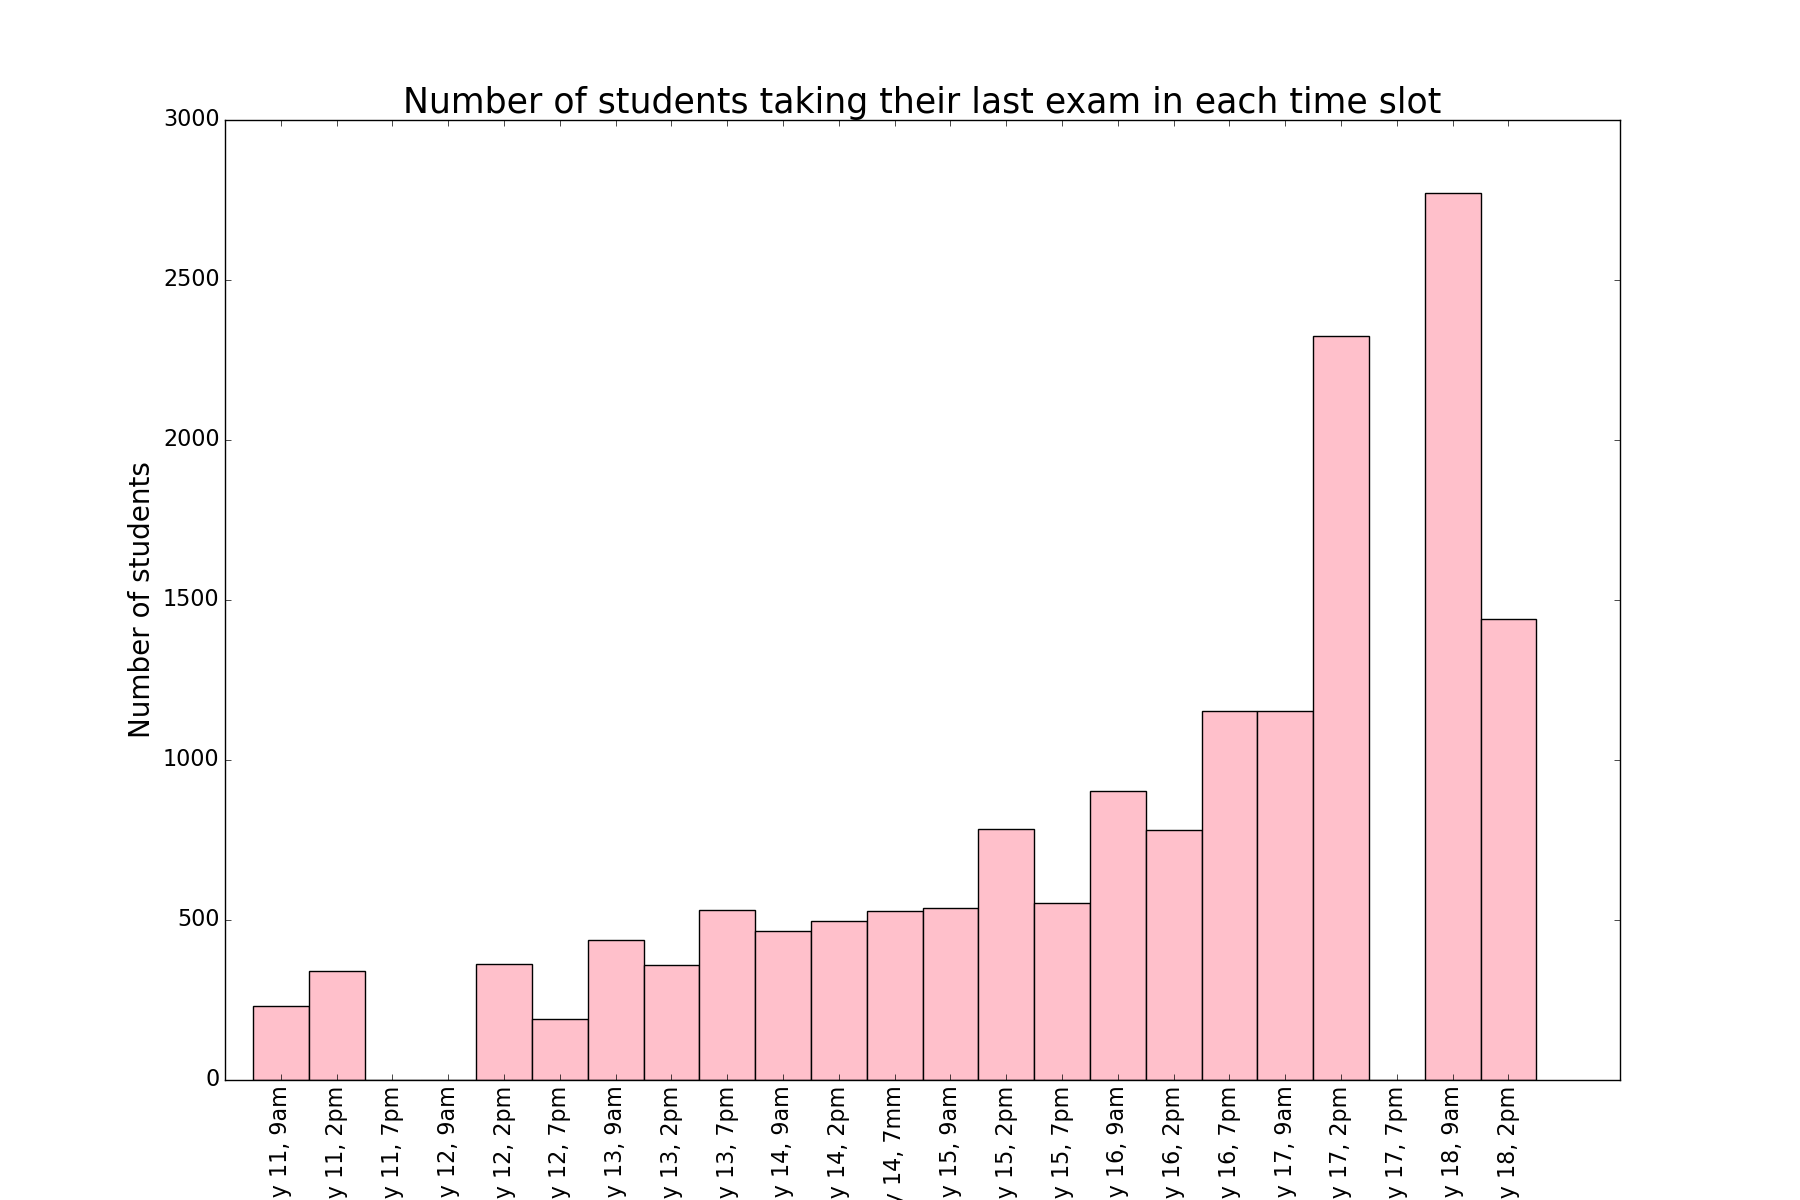 Number of students taking their last exam in each time slot
3000
2500
2000
1500
1000
500
0
Number of students
y 11, 9am
y 11, 2pm
y 11, 7pm
y 12, 9am
y 12, 2pm
y 12, 7pm
y 13, 9am
y 13, 2pm
y 13, 7pm
y 14, 9am
y 14, 2pm
y 14, 7mm
y 15, 9am
y 15, 2pm
y 15, 7pm
y 16, 9am
y 16, 2pm
y 16, 7pm
y 17, 9am
y 17, 2pm
y 17, 7pm
y 18, 9am
y 18, 2pm